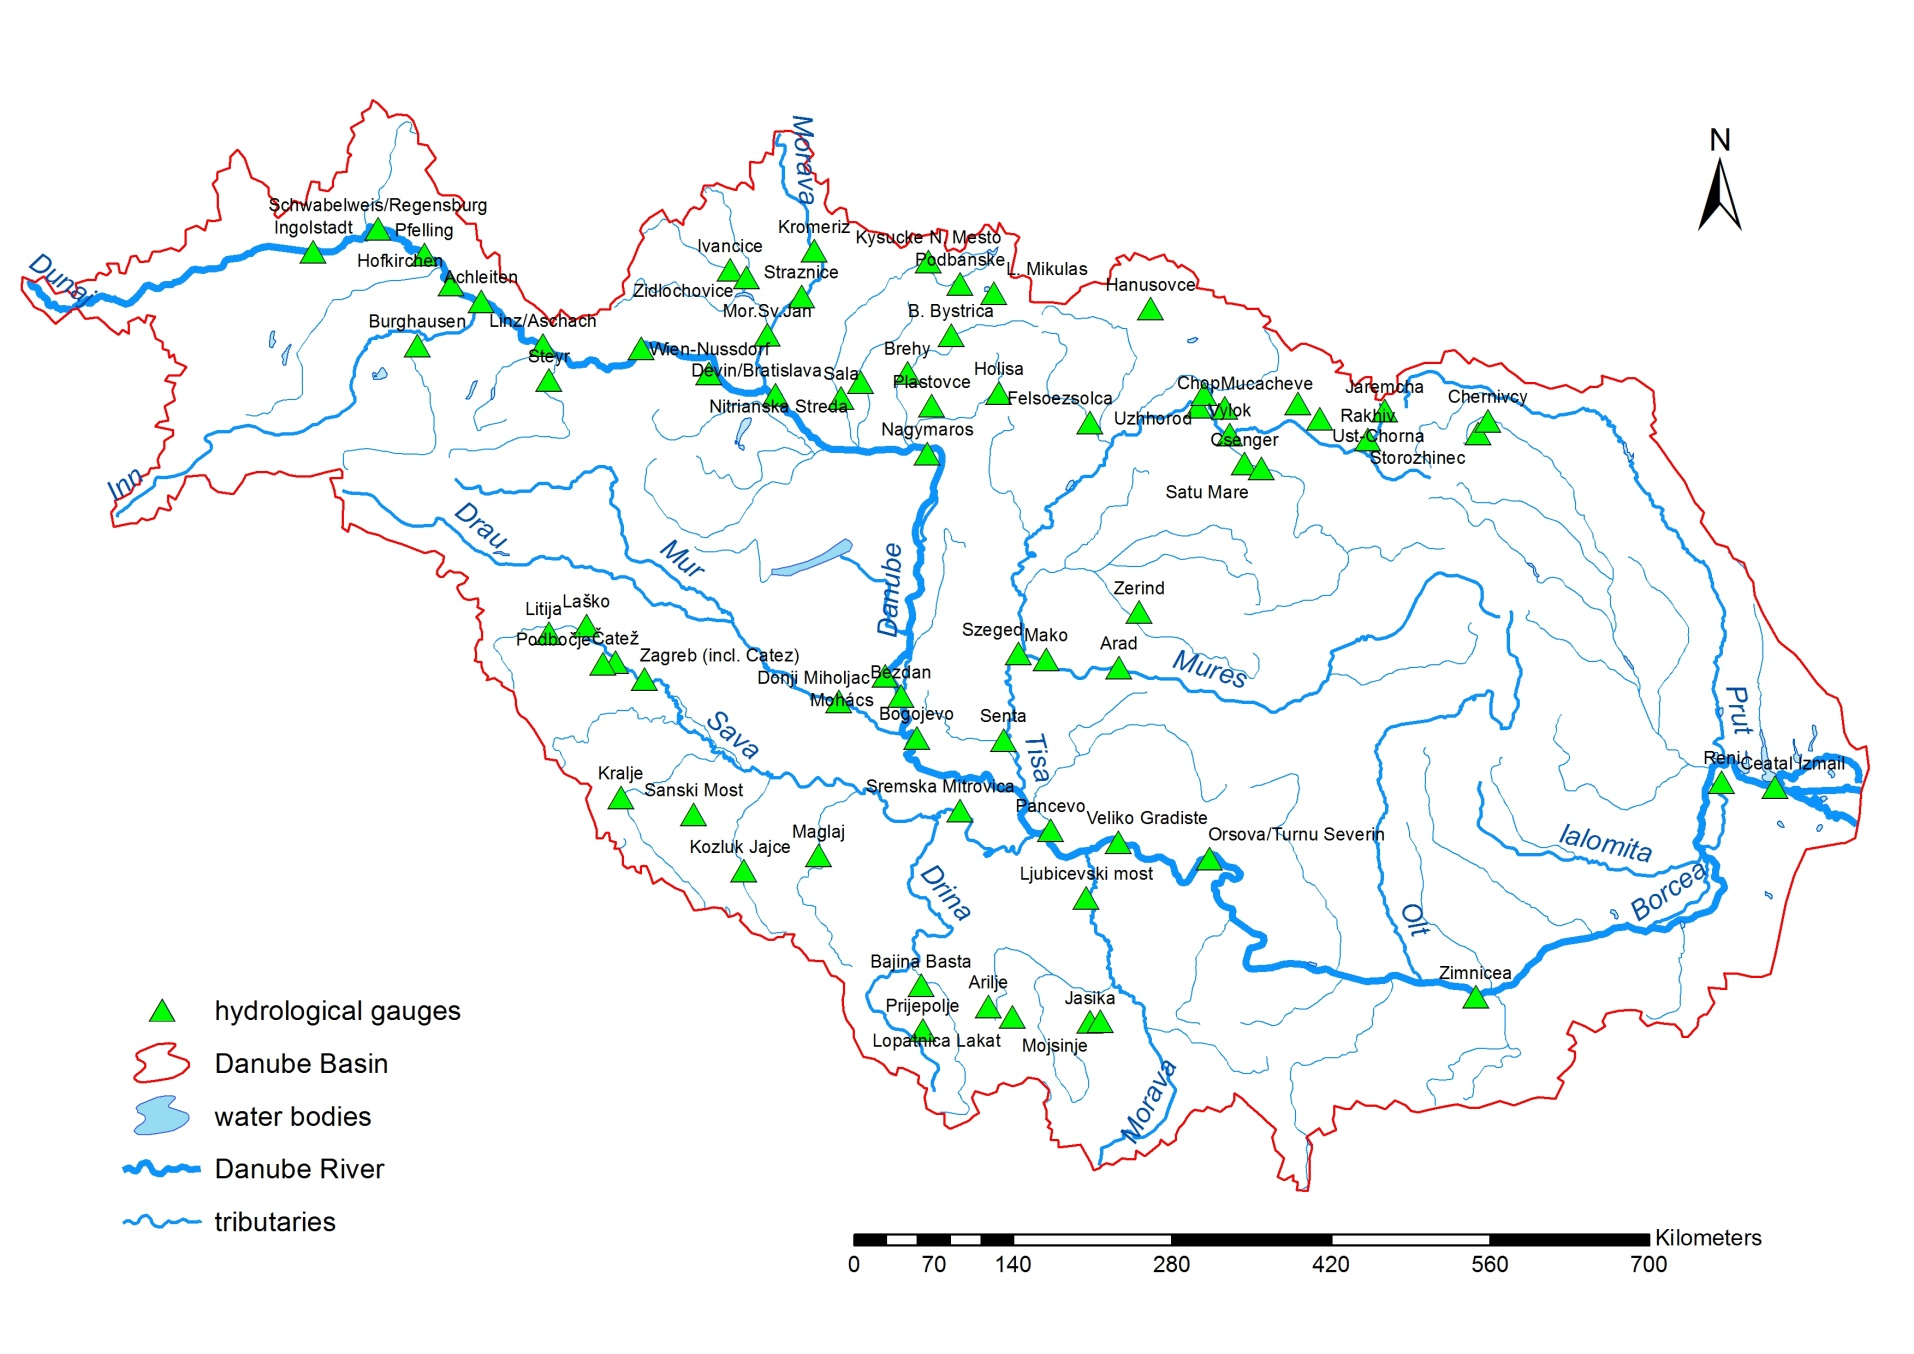 N
Morava
Schwabelweis/Regensburg
Ingolstadt
Pfelling
Kromeriz
Kysucke N. Mesto
Ivancice
Podbanske
Hofkirchen
Dunaj
Achleiten
Straznice
L. Mikulas
Zidlochovice
Hanusovce
Mor.Sv.Jan
B. Bystrica
Burghausen
Linz/Aschach
Steyr
Wien-Nussdorf
Brehy
Devin/Bratislava
Sala
Plastovce
Holisa
Chop
Mucacheve
Jaremcha
Chernivcy
Nitrianska Streda
Felsoezsolca
Uzhhorod
Vylok
Rakhiv
Nagymaros
Csenger
Ust-Chorna
Storozhinec
Inn
Satu Mare
Drau
Mur
Danube
Zerind
Litija
Laško
Podbočje
Čatež
Szeged
Mako
Arad
Zagreb (incl. Catez)
Mures
Donji Miholjac
Bezdan
Mohács
Bogojevo
Senta
Prut
Sava
Tisa
Reni
Ceatal Izmail
Kralje
Sanski Most
Sremska Mitrovica
Pancevo
Veliko Gradiste
Maglaj
Orsova/Turnu Severin
Kozluk Jajce
Ialomita
Ljubicevski most
Drina
Borcea
Olt
Bajina Basta
Arilje
Zimnicea
Prijepolje
Jasika
Lopatnica Lakat
Mojsinje
Morava
hydrological gauges
Danube Basin
water bodies
Danube River
tributaries
Kilometers
0 70 140 280 420 560 700